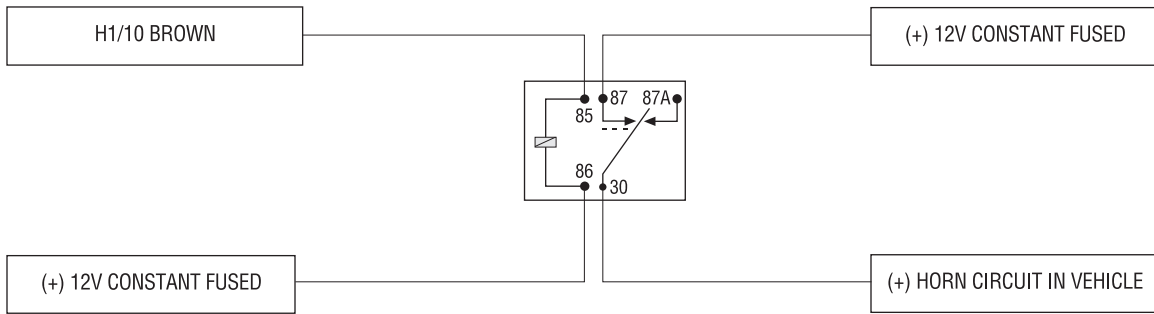 H1/10 BROWN
(+) 12V CONSTANT FUSED
87 87A
85
86
30
(+) 12V CONSTANT FUSED
(+) HORN CIRCUIT IN VEHICLE